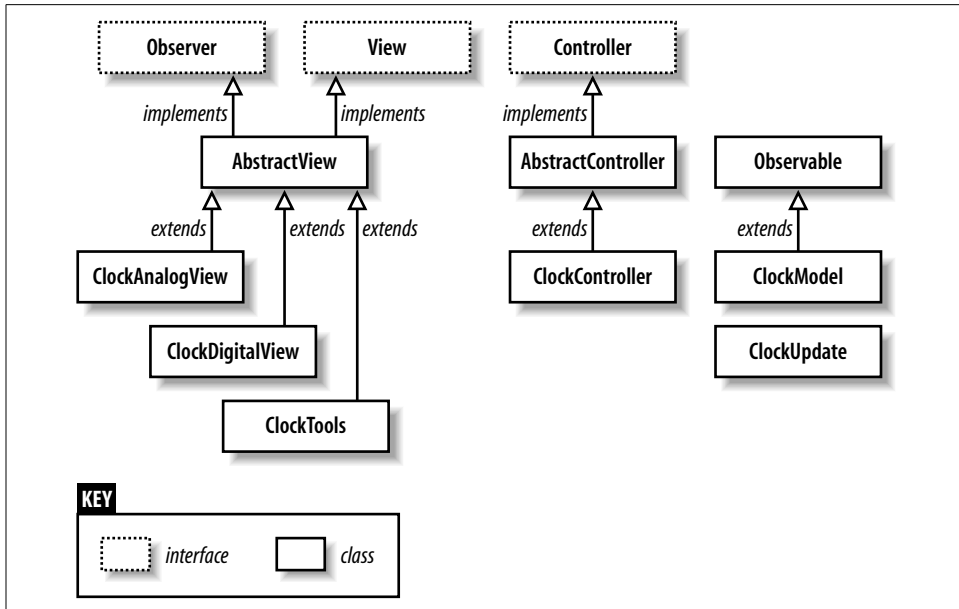 Observer
View
Controller
implements
implements
implements
AbstractView
AbstractController
Observable
extends
extends
extends
extends
extends
ClockAnalogView
ClockController
ClockModel
ClockDigitalView
ClockUpdate
ClockTools
KEY
interface
class